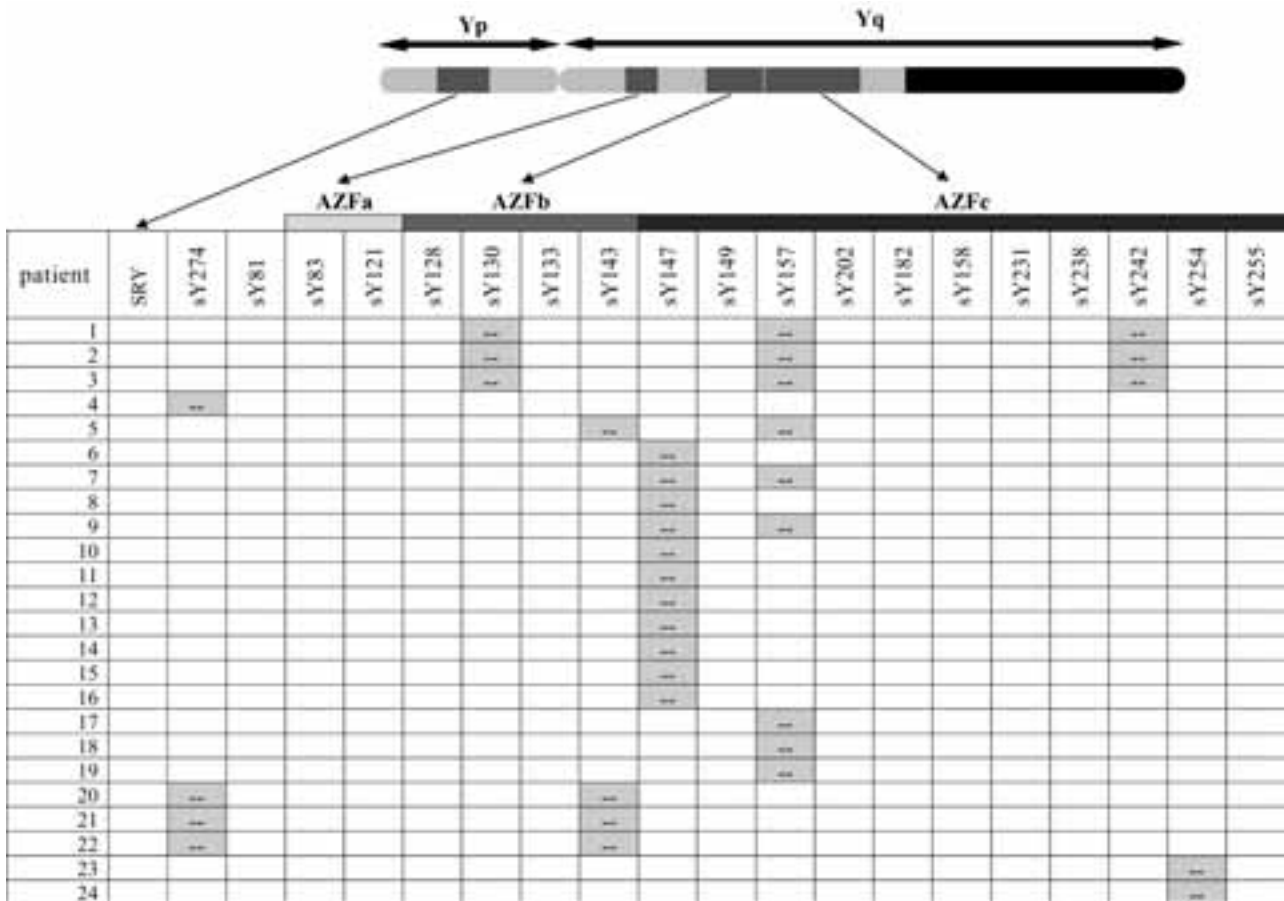 Yp Yq
AZFa AZFb AZFc
patient SRY sY274 sY81 sY83 sY121 sY128 sY130 sY133 sY143 sY147 sY149 sY157 sY202 sY182 sY158 sY231 sY238 sY242 sY254 sY255
1 -- -- --
2 -- -- --
3 -- -- --
4 --
5 -- --
6 --
7 -- --
8 --
9 -- --
10 --
11 --
12 --
13 --
14 --
15 --
16 --
17 --
18 --
19 --
20 -- --
21 -- --
22 -- --
23 --
24 --